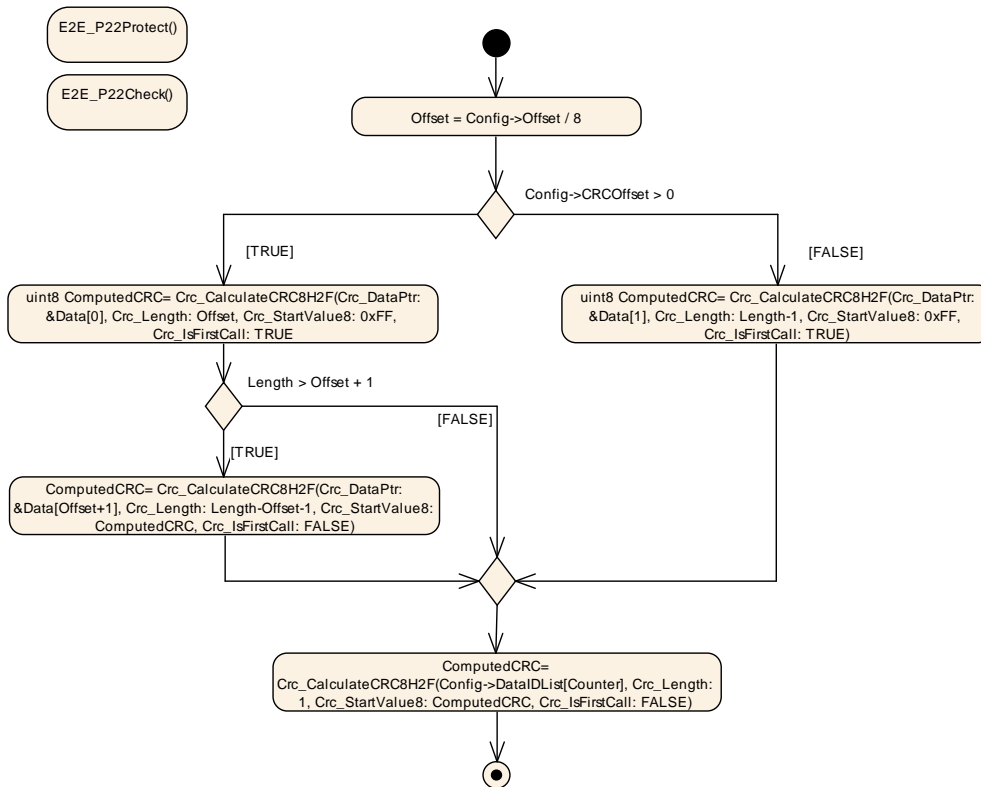 E2E_P22Protect()
E2E_P22Check()
Offset = Config->Offset / 8
Config->CRCOffset > 0
[TRUE]
[FALSE]
uint8 ComputedCRC= Crc_CalculateCRC8H2F(Crc_DataPtr:
&Data[0], Crc_Length: Offset, Crc_StartValue8: 0xFF,
Crc_IsFirstCall: TRUE
uint8 ComputedCRC= Crc_CalculateCRC8H2F(Crc_DataPtr:
&Data[1], Crc_Length: Length-1, Crc_StartValue8: 0xFF,
Crc_IsFirstCall: TRUE)
Length > Offset + 1
[FALSE]
[TRUE]
ComputedCRC= Crc_CalculateCRC8H2F(Crc_DataPtr:
&Data[Offset+1], Crc_Length: Length-Offset-1, Crc_StartValue8:
ComputedCRC, Crc_IsFirstCall: FALSE)
ComputedCRC=
Crc_CalculateCRC8H2F(Config->DataIDList[Counter], Crc_Length:
1, Crc_StartValue8: ComputedCRC, Crc_IsFirstCall: FALSE)